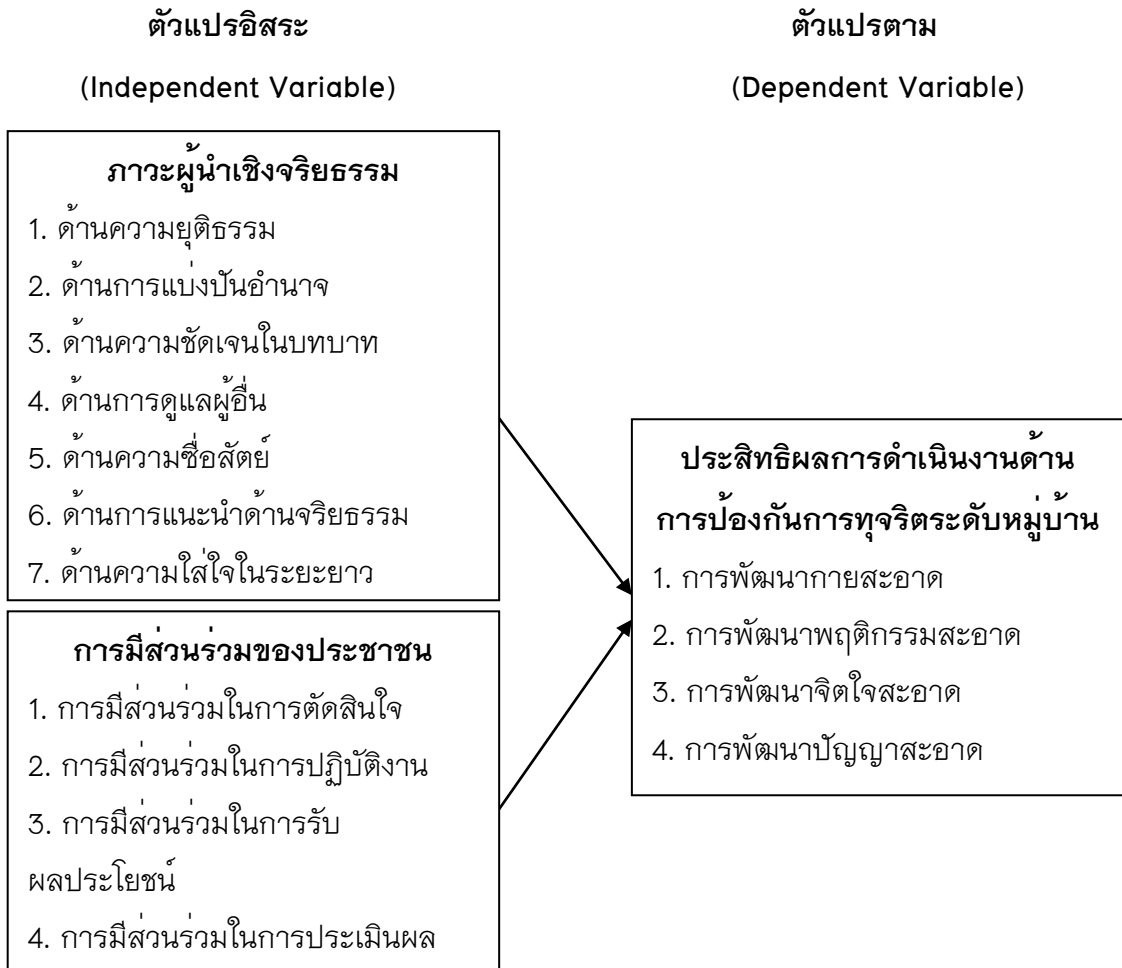 ตัวแปรอิสระ
(Independent Variable)
ตัวแปรตาม
(Dependent Variable)
ภาวะผู้นำเชิงจริยธรรม
1. ด้านความยุติธรรม
2. ด้านการแบ่งปันอำนาจ
3. ด้านความชัดเจนในบทบาท
4. ด้านการดูแลผู้อื่น
5. ด้านความซื่อสัตย์
6. ด้านการแนะนำด้านจริยธรรม
7. ด้านความใส่ใจในระยะยาว
การมีส่วนร่วมของประชาชน
1. การมีส่วนร่วมในการตัดสินใจ
2. การมีส่วนร่วมในการปฏิบัติงาน
3. การมีส่วนร่วมในการรับ
ผลประโยชน์
4. การมีส่วนร่วมในการประเมินผล
ประสิทธิผลการดำเนินงานด้าน
การป้องกันการทุจริตระดับหมู่บ้าน
1. การพัฒนากายสะอาด
2. การพัฒนาพฤติกรรมสะอาด
3. การพัฒนาจิตใจสะอาด
4. การพัฒนาปัญญาสะอาด